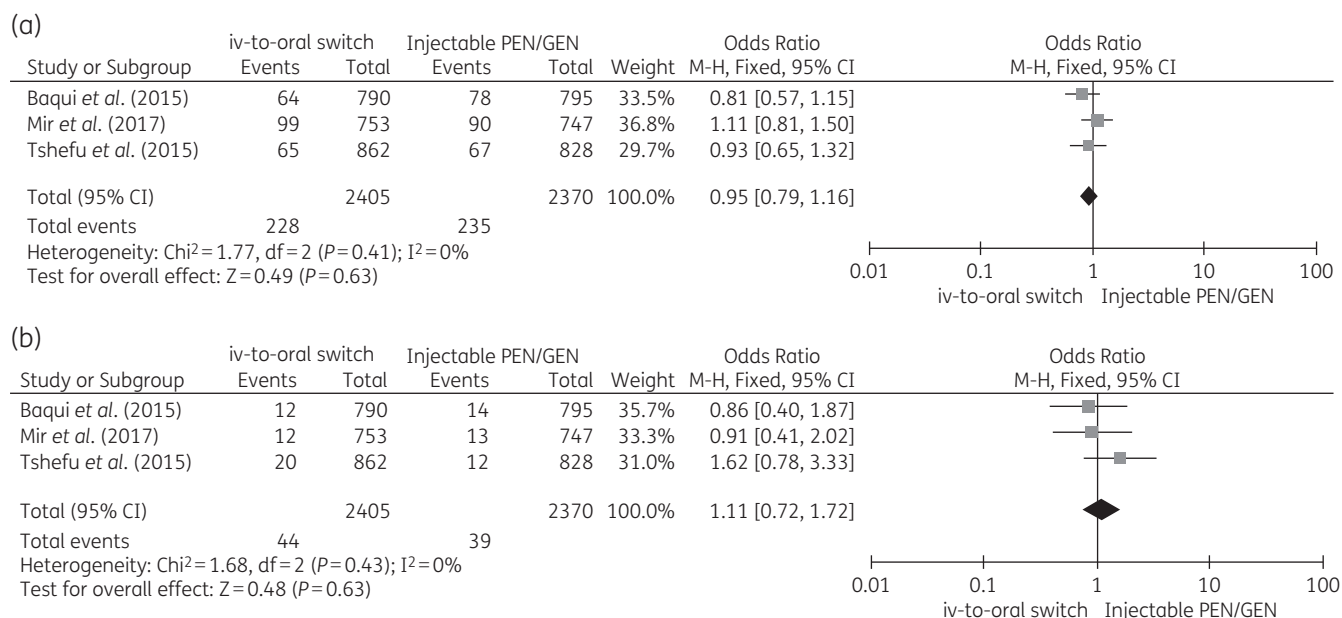 (a)
iv-to-oral switch Injectable PEN/GEN Odds Ratio Odds Ratio
Study or Subgroup Events Total Events Total Weight M-H, Fixed, 95% CI M-H, Fixed, 95% CI
Baqui et al. (2015) 64 790 78 795 33.5% 0.81 [0.57, 1.15]
Mir et al. (2017) 99 753 90 747 36.8% 1.11 [0.81, 1.50]
Tshefu et al. (2015) 65 862 67 828 29.7% 0.93 [0.65, 1.32]
Total (95% CI) 2405 2370 100.0% 0.95 [0.79, 1.16]
Total events 228 235
Heterogeneity: Chi²=1.77, df=2 (P=0.41); I²=0%
Test for overall effect: Z=0.49 (P=0.63)
0.01 0.1 1 10 100
iv-to-oral switch Injectable PEN/GEN
(b)
iv-to-oral switch Injectable PEN/GEN Odds Ratio Odds Ratio
Study or Subgroup Events Total Events Total Weight M-H, Fixed, 95% CI M-H, Fixed, 95% CI
Baqui et al. (2015) 12 790 14 795 35.7% 0.86 [0.40, 1.87]
Mir et al. (2017) 12 753 13 747 33.3% 0.91 [0.41, 2.02]
Tshefu et al. (2015) 20 862 12 828 31.0% 1.62 [0.78, 3.33]
Total (95% CI) 2405 2370 100.0% 1.11 [0.72, 1.72]
Total events 44 39
Heterogeneity: Chi²=1.68, df=2 (P=0.43); I²=0%
Test for overall effect: Z=0.48 (P=0.63)
0.01 0.1 1 10 100
iv-to-oral switch Injectable PEN/GEN